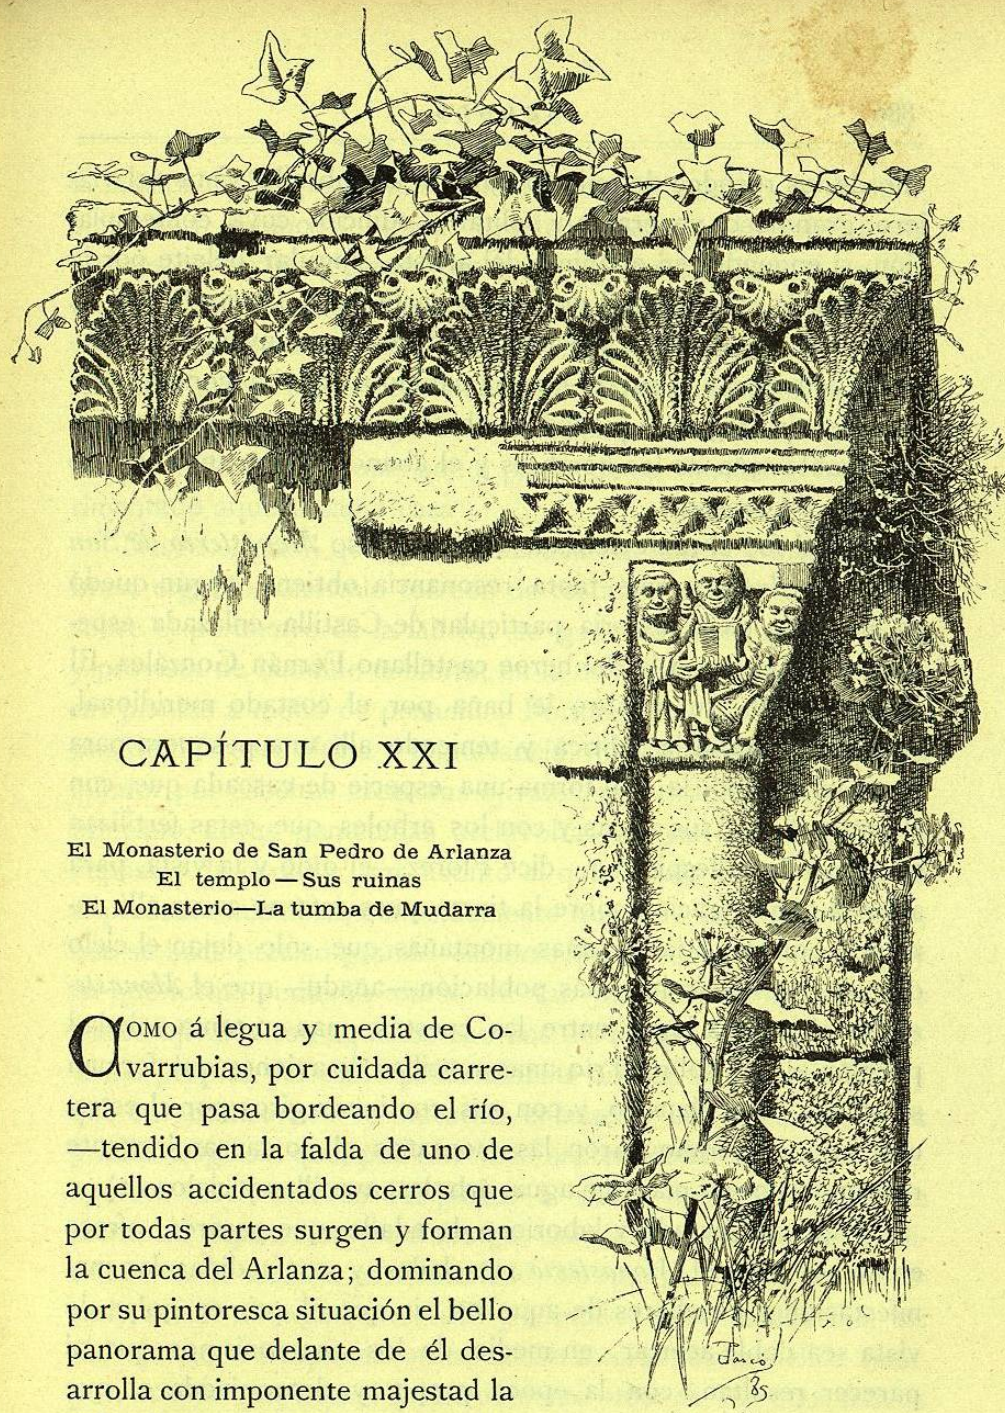 CAPÍTULO XXI
El Monasterio de San Pedro de Arlanza
El templo — Sus ruinas
El Monasterio—La tumba de Mudarra
COMO á legua y media de Co-
varrubias, por cuidada carre-
tera que pasa bordeando el río,
—tendido en la falda de uno de
aquellos accidentados cerros que
por todas partes surgen y forman
la cuenca del Arlanza; dominando
por su pintoresca situación el bello
panorama que delante de él des-
arrolla con imponente majestad la